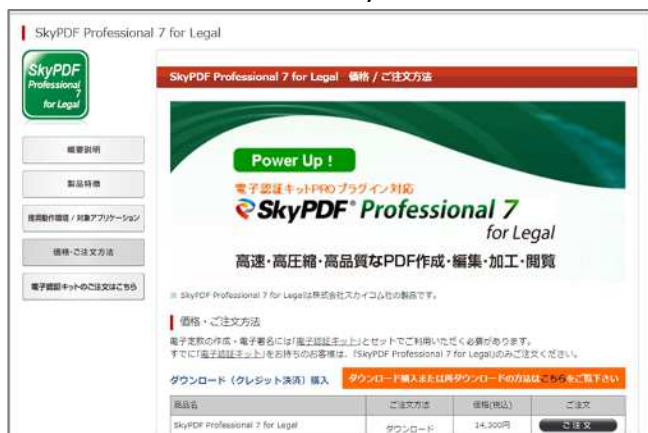 SkyPDF Professional 7 for Legal
SkyPDF
Professional
7
for Legal
概要説明
製品特徴
推奨動作環境 / 対象アプリケーション
価格・ご注文方法
電子認証キットのご注文はこちら
SkyPDF Professional 7 for Legal 価格 / ご注文方法
Power Up !
電子認証キットPROプラグイン対応
SkyPDF® Professional 7
for Legal
高速・高圧縮・高品質なPDF作成・編集・加工・閲覧
※ SkyPDF Professional 7 for Legalは株式会社スカイコム社の製品です。
価格・ご注文方法
電子定款の作成・電子署名には「電子認証キット」とセットでご利用いただく必要があります。
すでに「電子認証キット」をお持ちのお客様は、「SkyPDF Professional 7 for Legal」のみご注文ください。
ダウンロード（クレジット決済）購入
ダウンロード購入または再ダウンロードの方法はこちらをご覧下さい
商品名 ご注文方法 価格(税込) ご注文
SkyPDF Professional 7 for Legal ダウンロード 14,300円 ご注文